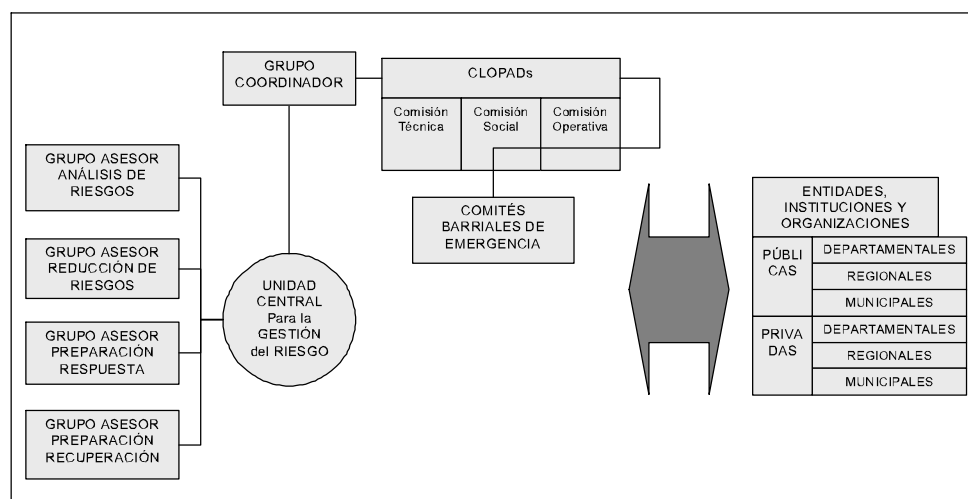 GRUPO
COORDINADOR
CLOPADs
Comisión
Técnica
Comisión
Social
Comisión
Operativa
GRUPO ASESOR
ANÁLISIS DE
RIESGOS
COMITÉS
BARRIALES DE
EMERGENCIA
ENTIDADES,
INSTITUCIONES Y
ORGANIZACIONES
PÚBLI
CAS
DEPARTAMENTALES
REGIONALES
MUNICIPALES
PRIVA
DAS
DEPARTAMENTALES
REGIONALES
MUNICIPALES
GRUPO ASESOR
REDUCCIÓN DE
RIESGOS
UNIDAD
CENTRAL
Para la
GESTIÓN
del RIESGO
GRUPO ASESOR
PREPARACIÓN
RESPUESTA
GRUPO ASESOR
PREPARACIÓN
RECUPERACIÓN